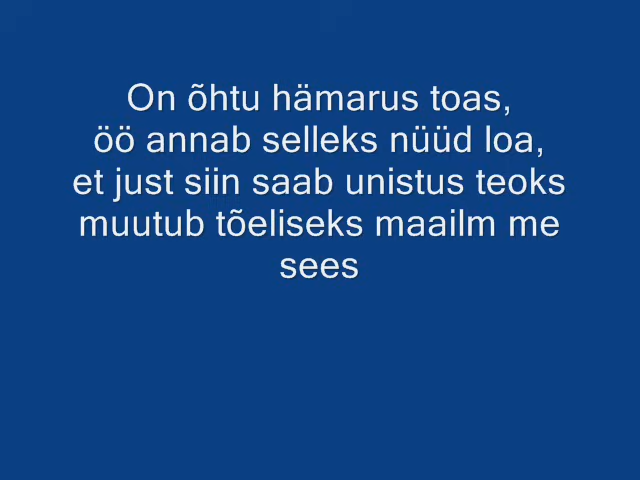 On õhtu hämarus toas,
öö annab selleks nüüd loa,
et just siin saab unistus teoks
muutub tõeliseks maailm me
sees